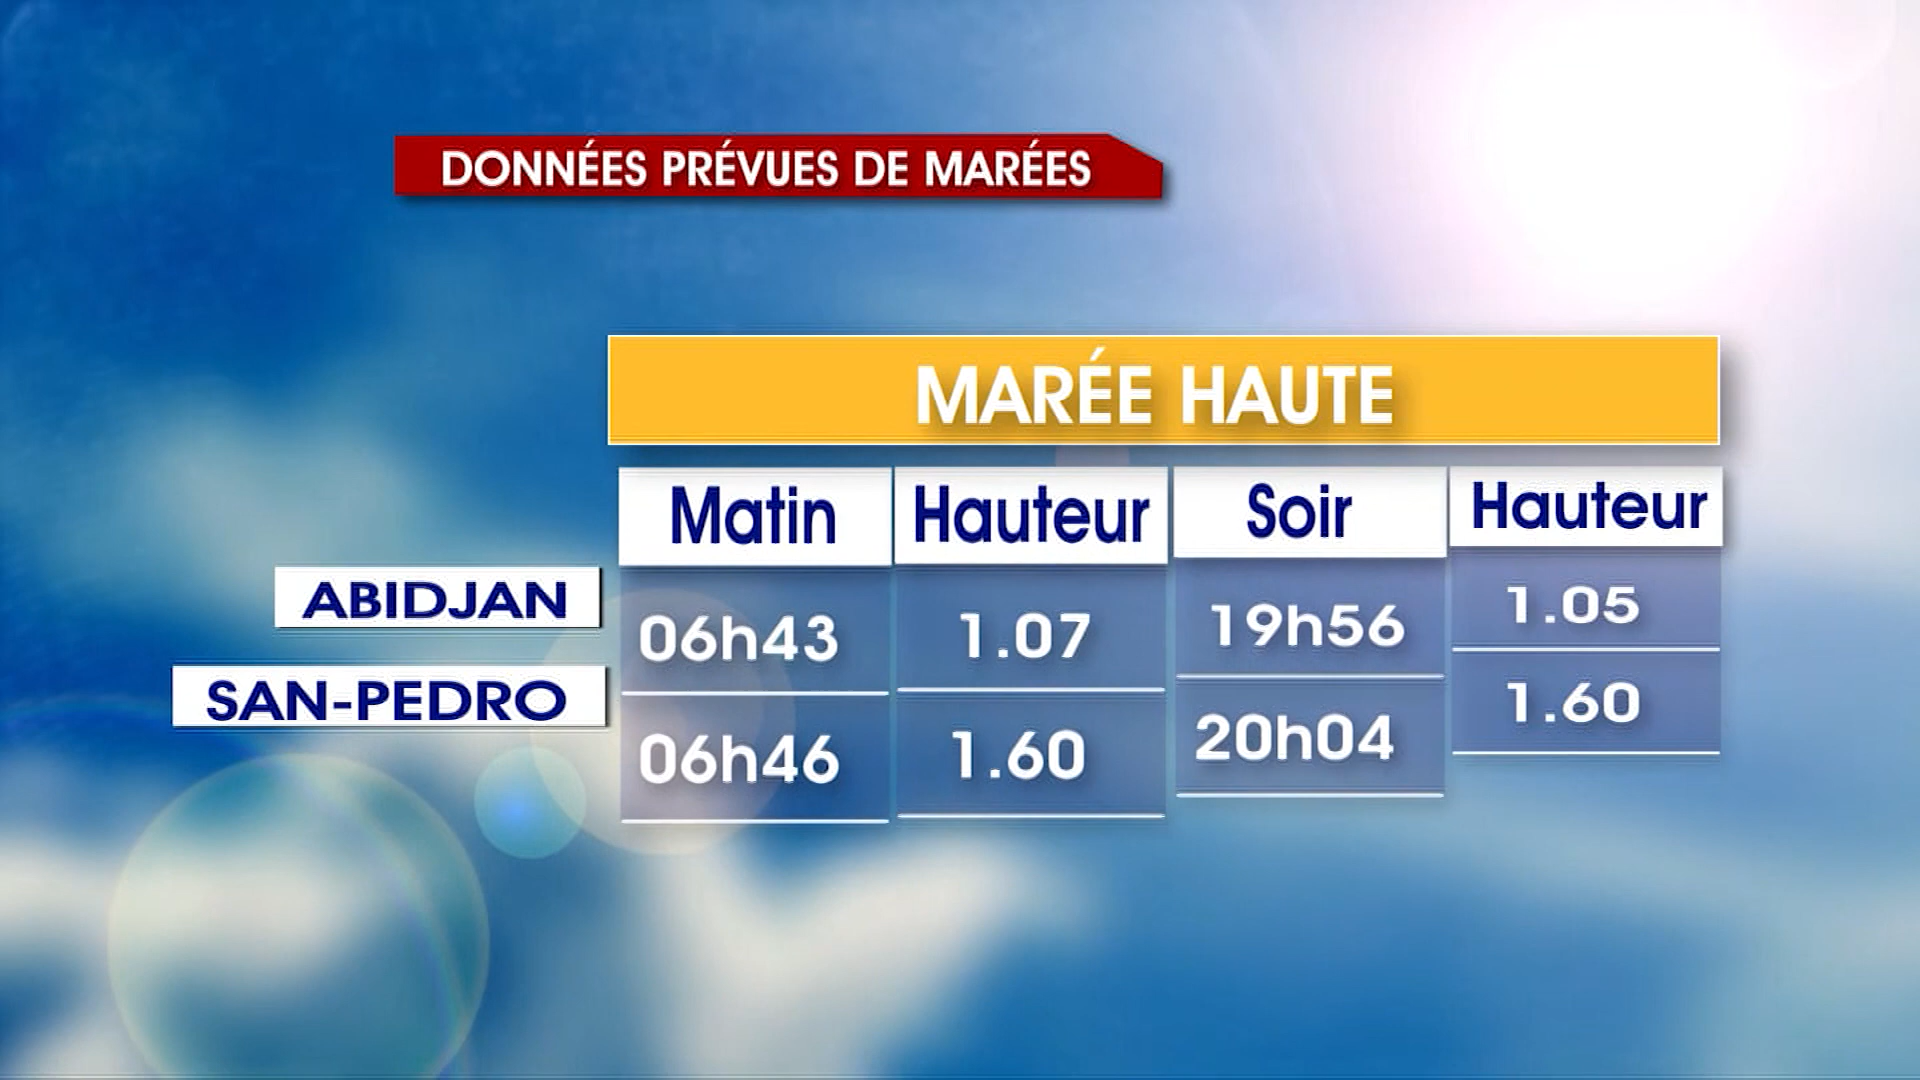 DONNÉES PRÉVUES DE MARÉES
MARÉE HAUTE
Matin Hauteur Soir Hauteur
ABIDJAN 06h43 1.07 19h56 1.05
SAN-PEDRO 06h46 1.60 20h04 1.60